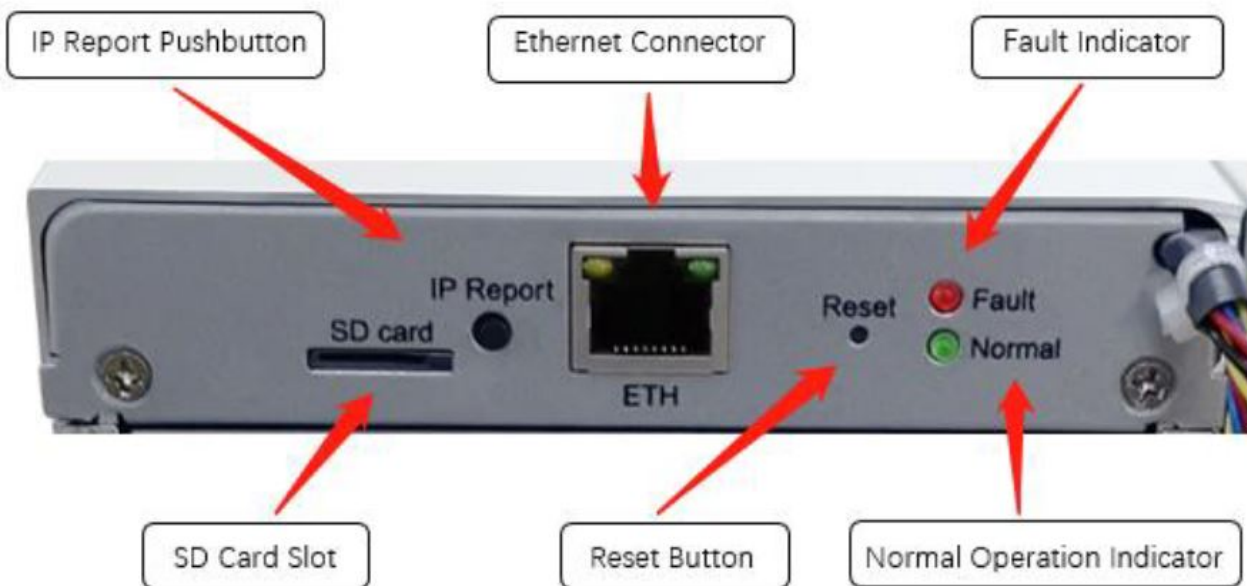 IP Report Pushbutton
Ethernet Connector
Fault Indicator
IP Report
SD card
ETH
Reset
Fault
Normal
SD Card Slot
Reset Button
Normal Operation Indicator